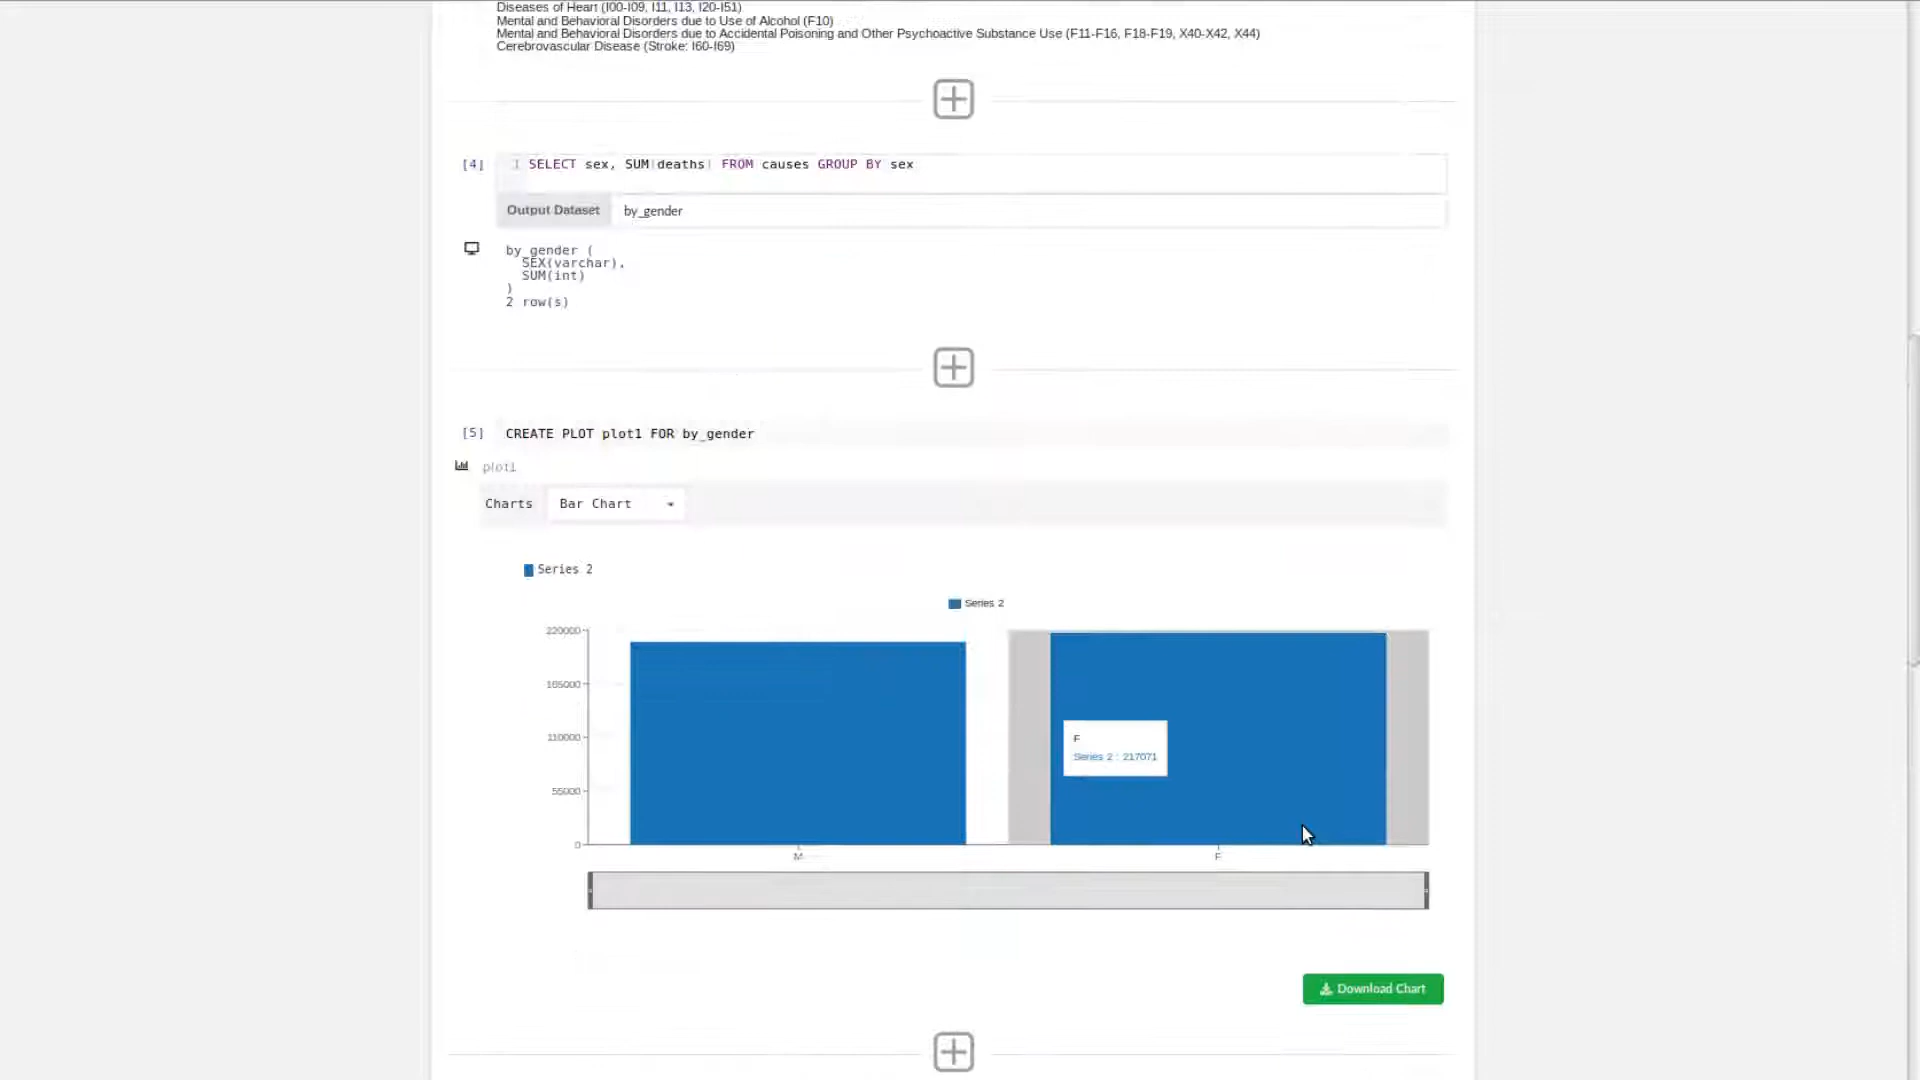 Diseases of Heart (I00-I09, I11, I13, I20-I51)
Mental and Behavioral Disorders due to Use of Alcohol (F10)
Mental and Behavioral Disorders due to Accidental Poisoning and Other Psychoactive Substance Use (F11-F16, F18-F19, X40-X42, X44)
Cerebrovascular Disease (Stroke: I60-I69)
[4] 1 SELECT sex, SUM(deaths) FROM causes GROUP BY sex
Output Dataset by_gender
by_gender (
SEX(varchar),
SUM(int)
)
2 row(s)
[5] CREATE PLOT plot1 FOR by_gender
plot1
Charts Bar Chart
Series 2
Series 2
220000
165000
110000
55000
0
F
Series 2 : 217071
M F
Download Chart